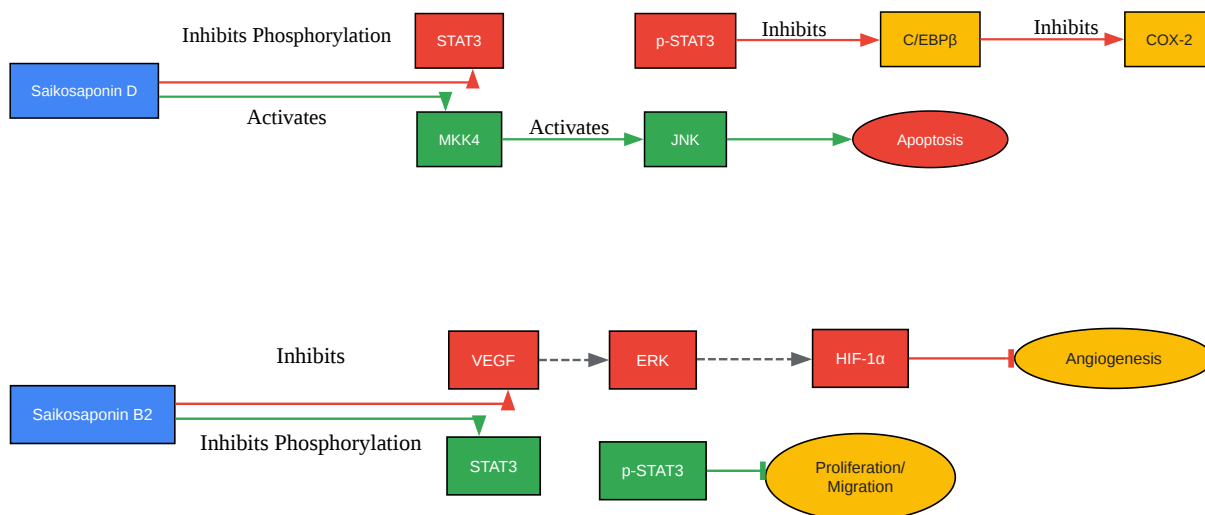 Inhibits Phosphorylation
STAT3
p-STAT3
Inhibits
C/EBPβ
Inhibits
COX-2
Saikosaponin D
Activates
MKK4
Activates
JNK
Apoptosis
Inhibits
VEGF
ERK
HIF-1α
Angiogenesis
Saikosaponin B2
Inhibits Phosphorylation
STAT3
p-STAT3
Proliferation/
Migration